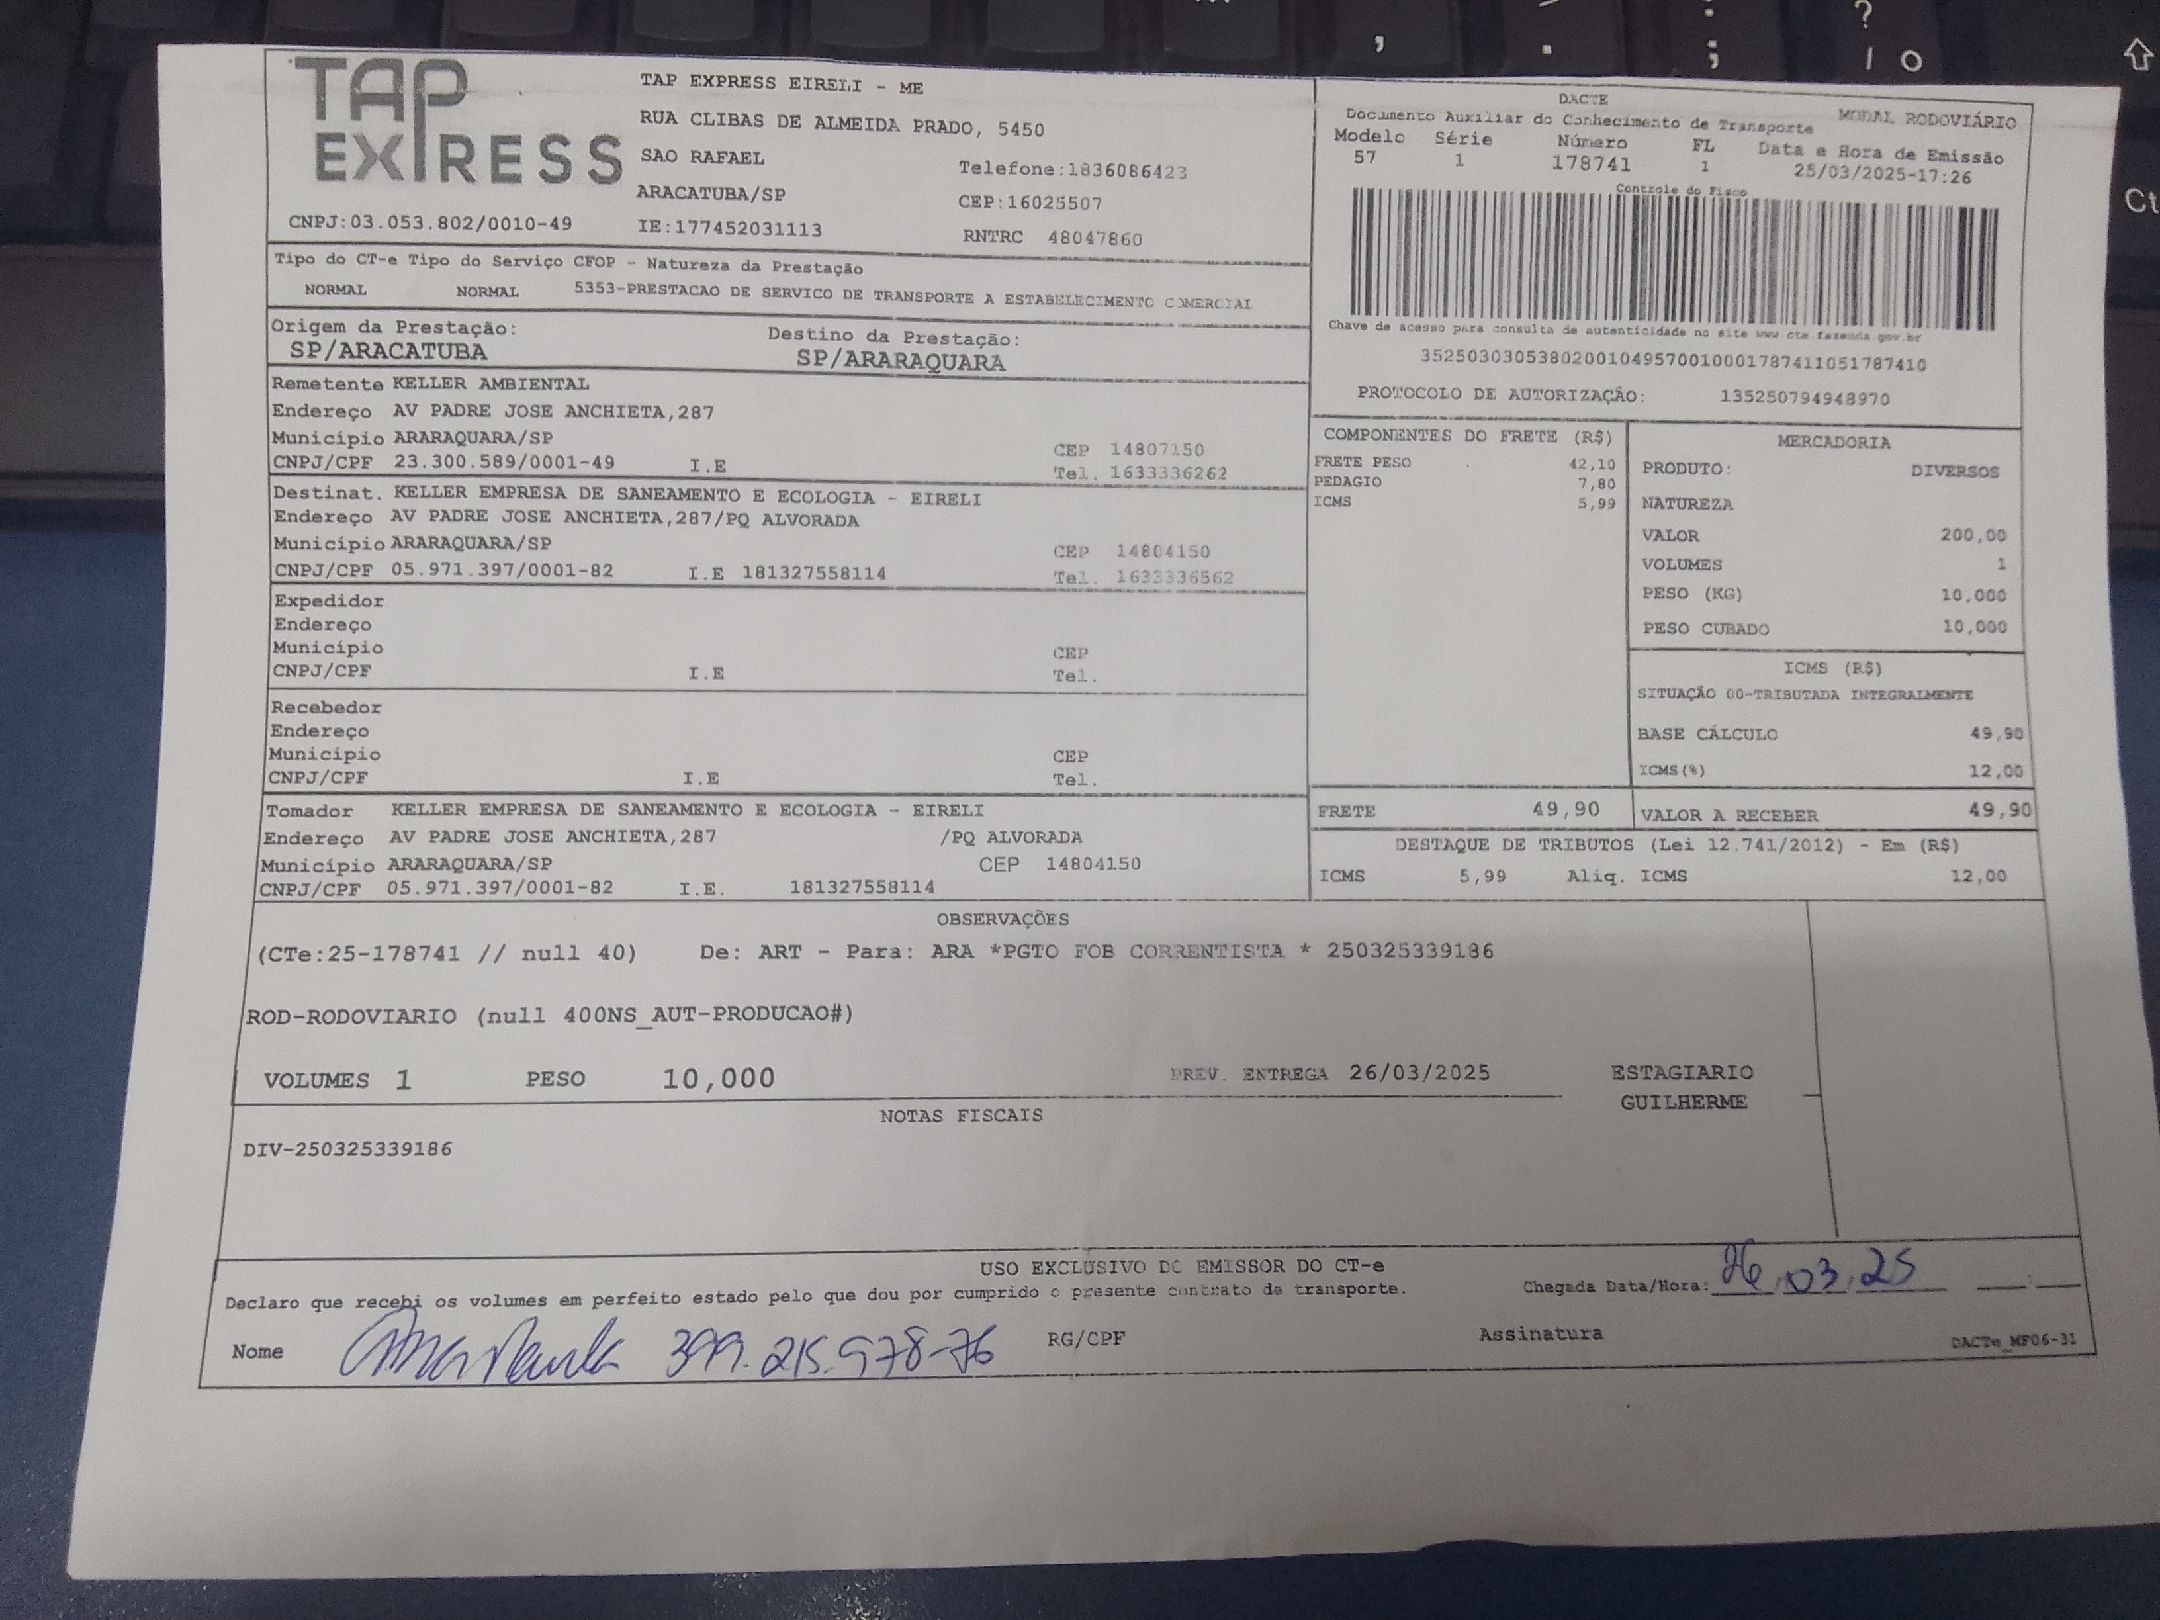 TAP
EXPRESS
TAP EXPRESS EIRELI - ME
RUA CLIBAS DE ALMEIDA PRADO, 5450
SAO RAFAEL
Telefone:1836086423
ARACATUBA/SP
CEP:16025507
CNPJ:03.053.802/0010-49
IE:177452031113
RNTRC 48047860
DACTE
Documento Auxiliar do Conhecimento de Transporte
MODAL RODOVIÁRIO
Modelo Série Número FL Data e Hora de Emissão
57 1 178741 1 25/03/2025-17:26
Controle do Fisco
Chave de acesso para consulta de autenticidade no site www.cte.fazenda.gov.br
35250303053802001049570010001787411051787410
PROTOCOLO DE AUTORIZAÇÃO: 135250794948970
Tipo do CT-e Tipo do Serviço CFOP - Natureza da Prestação
NORMAL NORMAL 5353-PRESTACAO DE SERVICO DE TRANSPORTE A ESTABELECIMENTO COMERCIAL
Origem da Prestação: Destino da Prestação:
SP/ARACATUBA SP/ARARAQUARA
Remetente KELLER AMBIENTAL
Endereço AV PADRE JOSE ANCHIETA,287
Município ARARAQUARA/SP CEP 14807150
CNPJ/CPF 23.300.589/0001-49 I.E Tel. 1633336262
Destinat. KELLER EMPRESA DE SANEAMENTO E ECOLOGIA - EIRELI
Endereço AV PADRE JOSE ANCHIETA,287/PQ ALVORADA
Município ARARAQUARA/SP CEP 14804150
CNPJ/CPF 05.971.397/0001-82 I.E 181327558114 Tel. 1633336562
Expedidor
Endereço
Município CEP
CNPJ/CPF I.E Tel.
Recebedor
Endereço
Município CEP
CNPJ/CPF I.E Tel.
Tomador KELLER EMPRESA DE SANEAMENTO E ECOLOGIA - EIRELI
Endereço AV PADRE JOSE ANCHIETA,287 /PQ ALVORADA
Município ARARAQUARA/SP CEP 14804150
CNPJ/CPF 05.971.397/0001-82 I.E. 181327558114
COMPONENTES DO FRETE (R$)
FRETE PESO 42,10
PEDAGIO 7,80
ICMS 5,99
MERCADORIA
PRODUTO: DIVERSOS
NATUREZA
VALOR 200,00
VOLUMES 1
PESO (KG) 10,000
PESO CUBADO 10,000
ICMS (R$)
SITUAÇÃO 00-TRIBUTADA INTEGRALMENTE
BASE CÁLCULO 49,90
ICMS(%) 12,00
FRETE 49,90 VALOR A RECEBER 49,90
DESTAQUE DE TRIBUTOS (Lei 12.741/2012) - Em (R$)
ICMS 5,99 Aliq. ICMS 12,00
OBSERVAÇÕES
(CTe:25-178741 // null 40) De: ART - Para: ARA *PGTO FOB CORRENTISTA * 250325339186
ROD-RODOVIARIO (null 400NS_AUT-PRODUCAO#)
VOLUMES 1 PESO 10,000 PREV. ENTREGA 26/03/2025 ESTAGIARIO
GUILHERME
NOTAS FISCAIS
DIV-250325339186
USO EXCLUSIVO DO EMISSOR DO CT-e
Declaro que recebi os volumes em perfeito estado pelo que dou por cumprido o presente contrato de transporte.
Chegada Data/Hora: 26,03,25 __:__
Nome Ana Paula 399.215.978-76 RG/CPF Assinatura
DACTe_MF06-31
, . ; ? / ° Ct